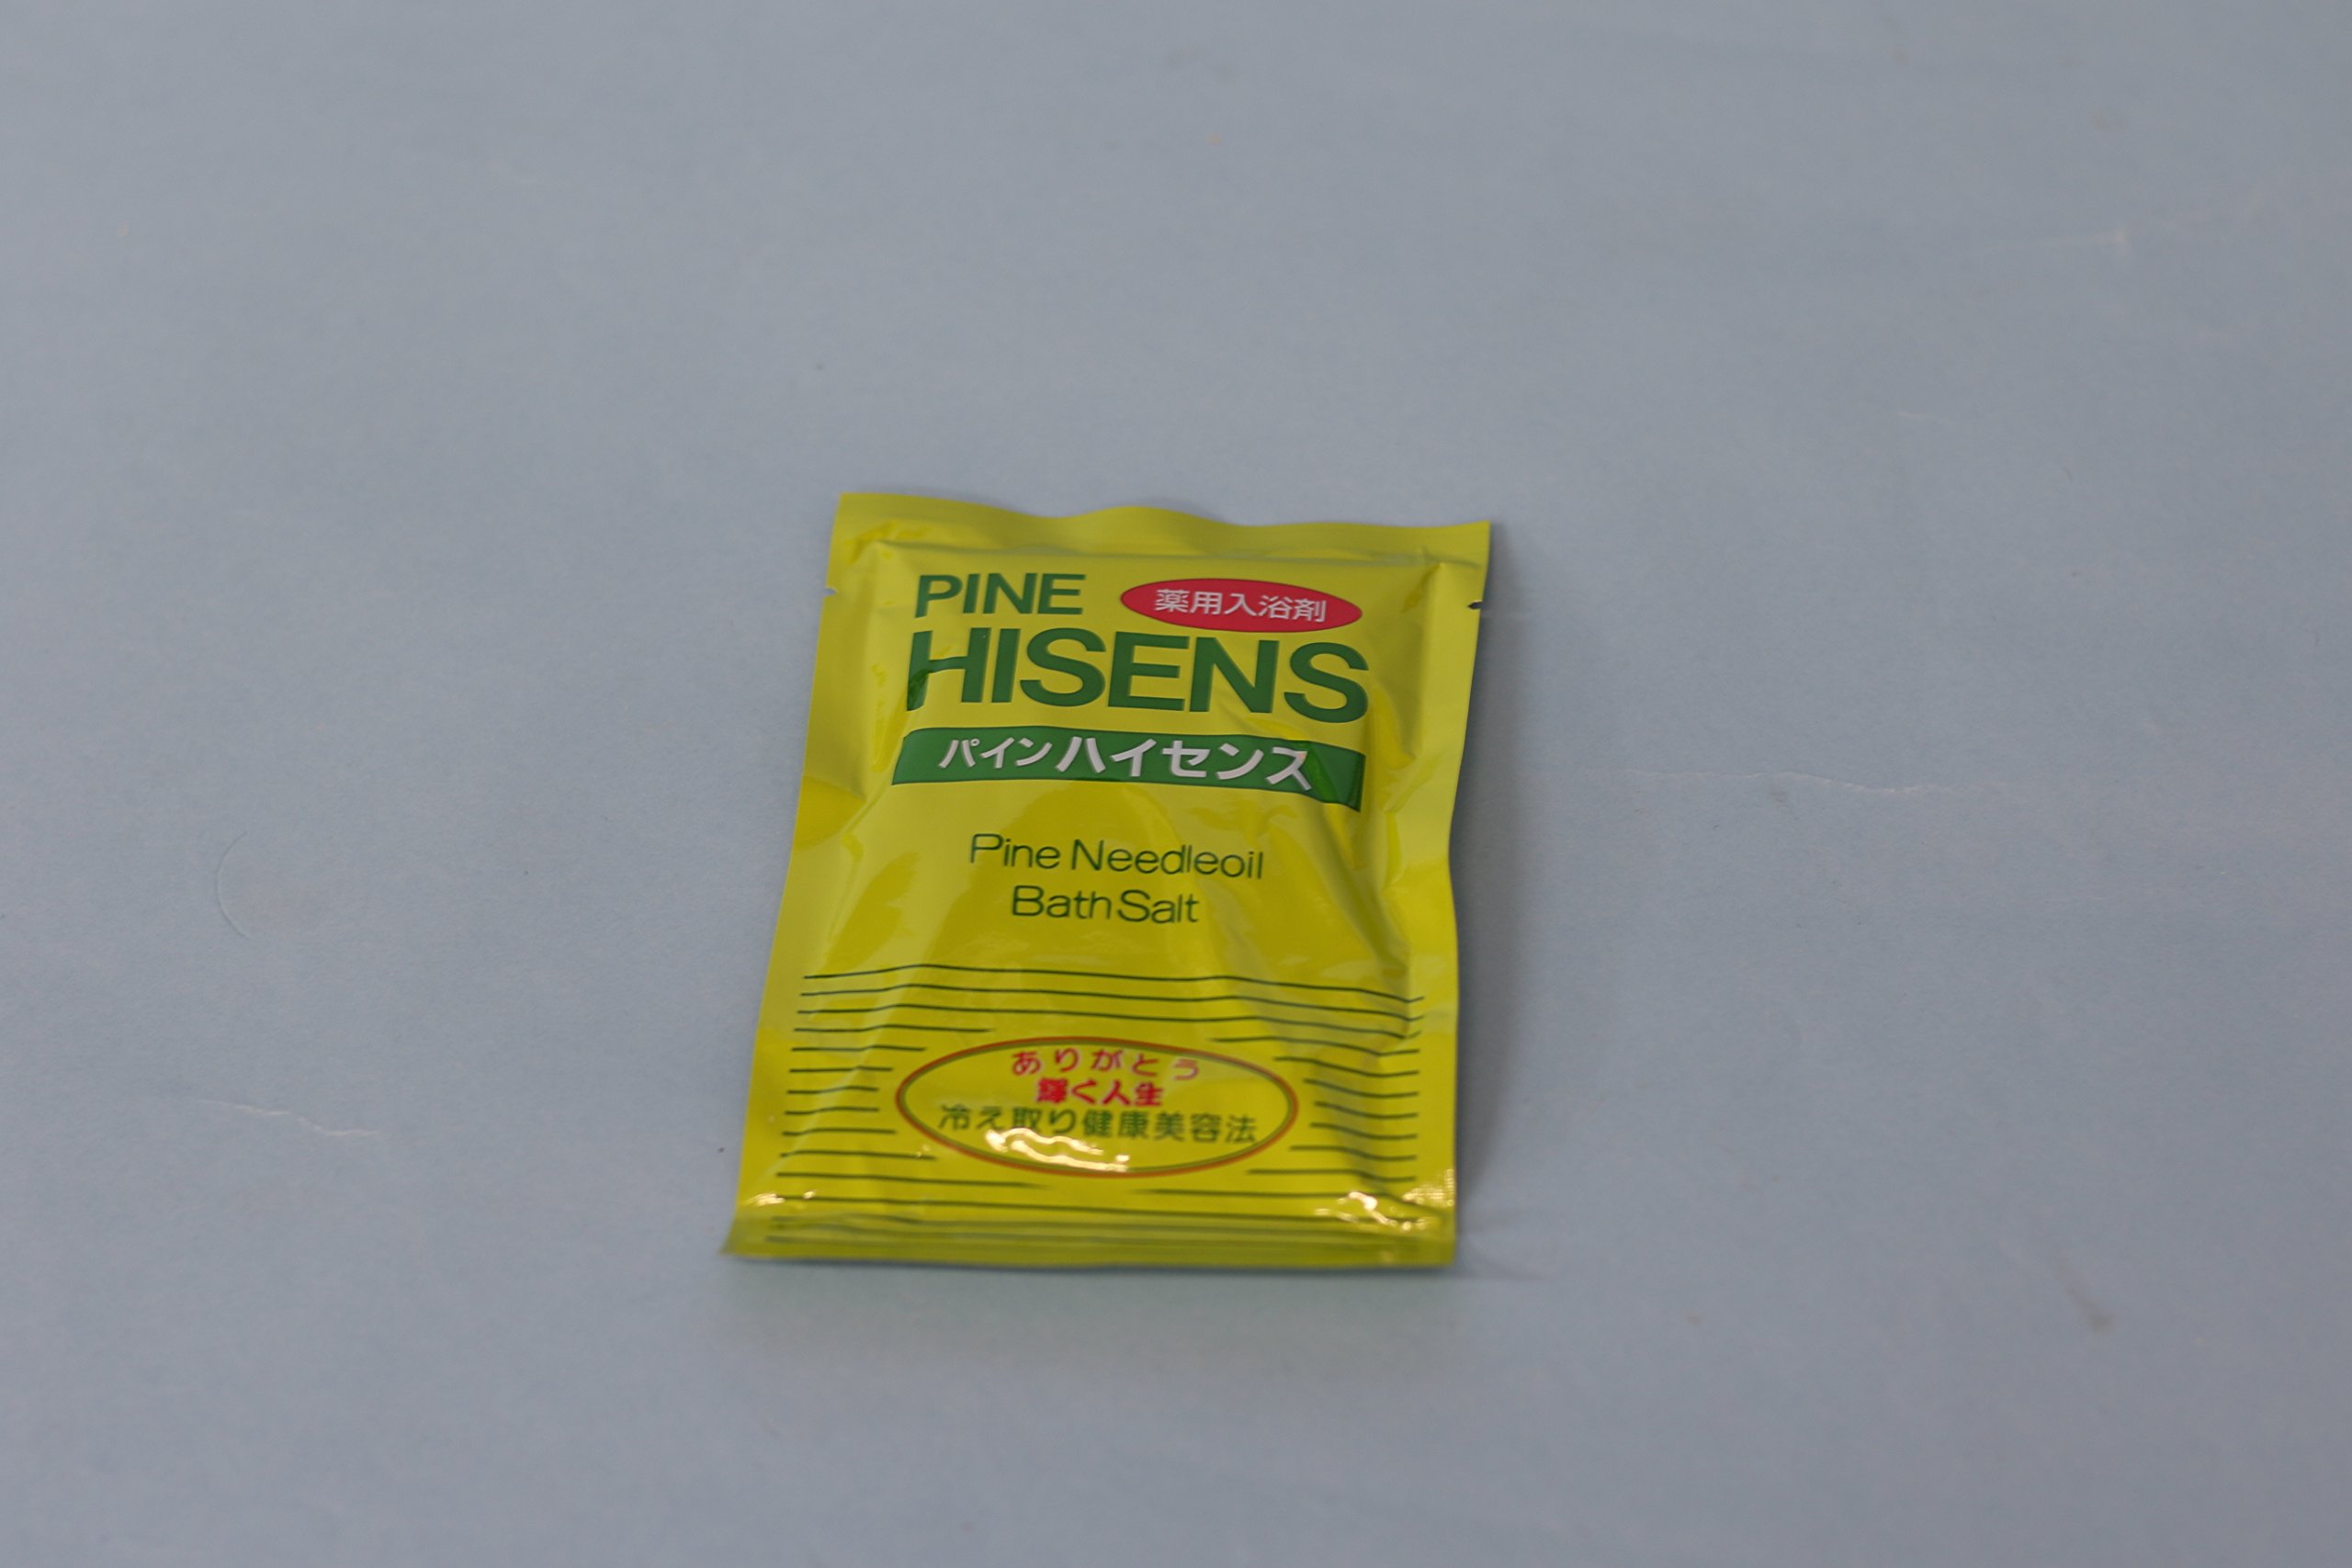 PINE
薬用入浴剤
HISENS
パインハイセンス
Pine Needleoil
Bath Salt
ありがとう
輝く人生
冷え取り健康美容法